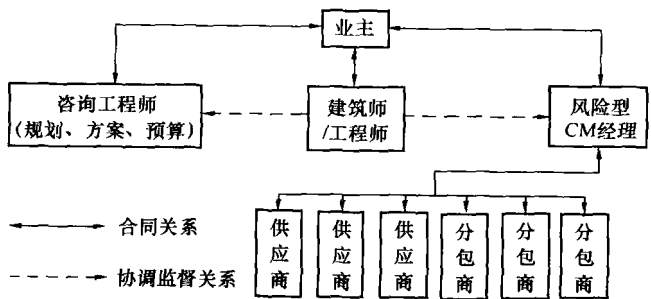 业主
咨询工程师
(规划、方案、预算)
建筑师
/工程师
风险型
CM经理
供应商
供应商
供应商
分包商
分包商
分包商
合同关系
协调监督关系